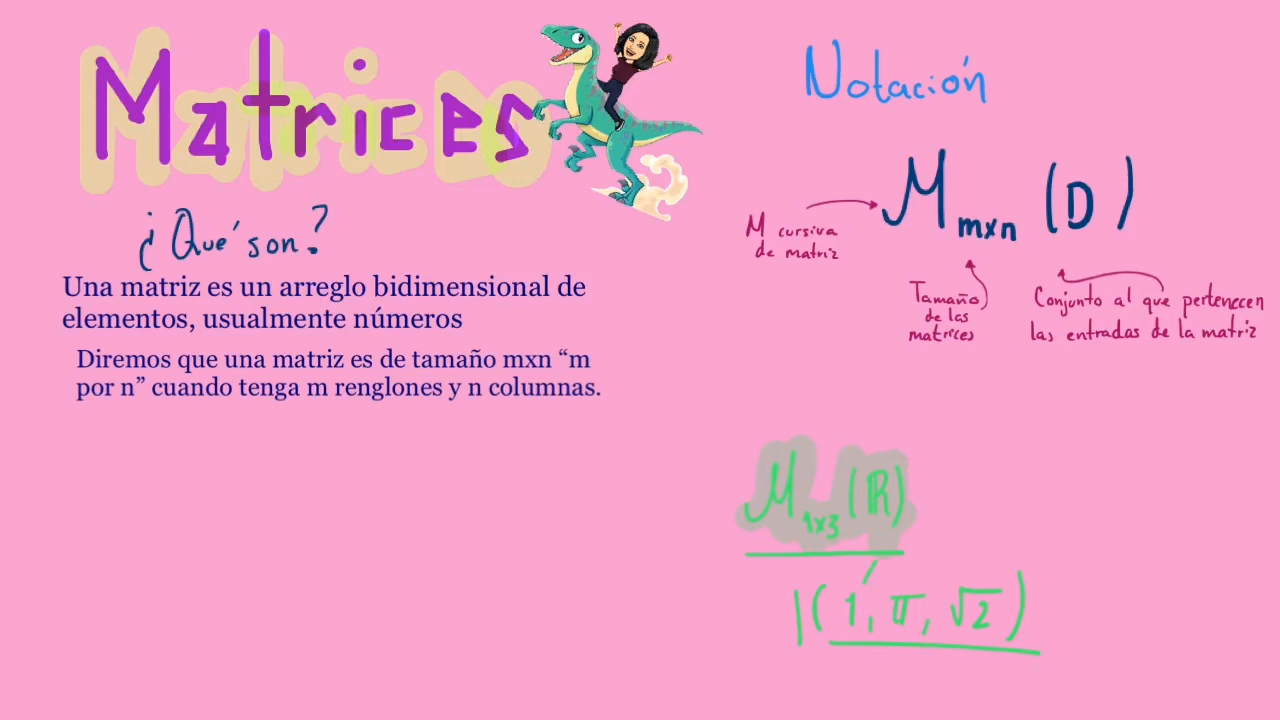 Matrices
¿Qué son?
Una matriz es un arreglo bidimensional de
elementos, usualmente números
Diremos que una matriz es de tamaño mxn “m
por n” cuando tenga m renglones y n columnas.
Notación
M mxn (D)
M cursiva
de matriz
Tamaño
de las
matrices
Conjunto al que pertenecen
las entradas de la matriz
M 1x3 (ℝ)
(1, π, √2)